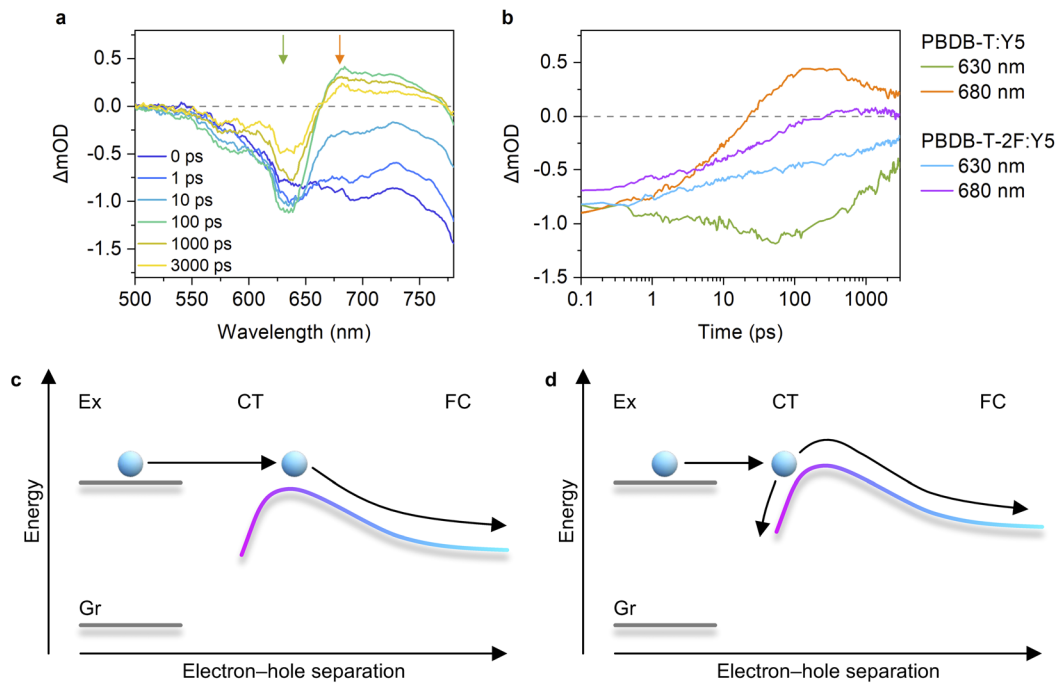 a
ΔmOD
0.5
0.0
-0.5
-1.0
-1.5
0 ps
1 ps
10 ps
100 ps
1000 ps
3000 ps
500 550 600 650 700 750
Wavelength (nm)
b
ΔmOD
0.5
0.0
-0.5
-1.0
-1.5
0.1 1 10 100 1000
Time (ps)
PBDB-T:Y5
630 nm
680 nm
PBDB-T-2F:Y5
630 nm
680 nm
c
Energy
Ex CT FC
Gr
Electron–hole separation
d
Energy
Ex CT FC
Gr
Electron–hole separation